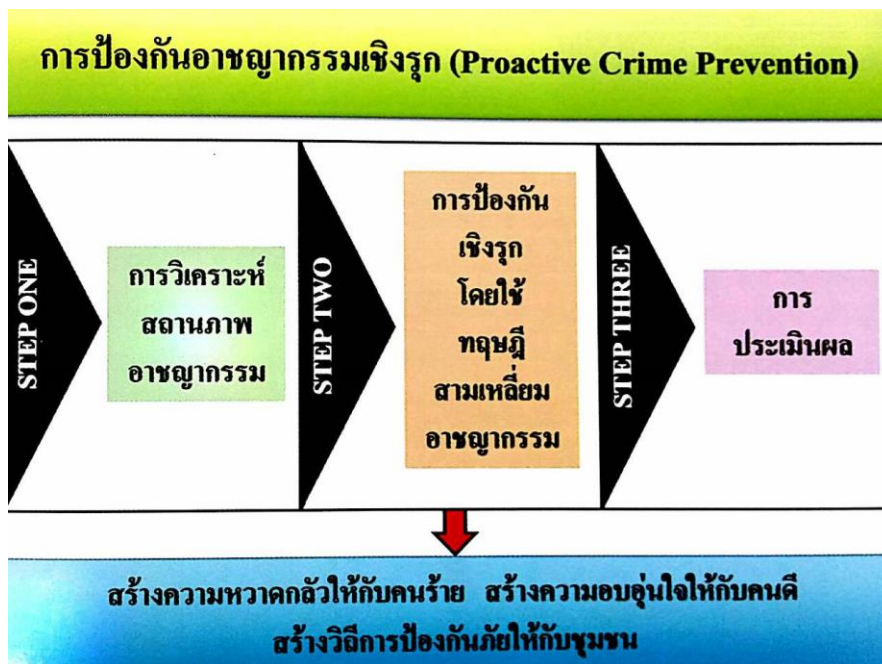 การป้องกันอาชญากรรมเชิงรุก (Proactive Crime Prevention)
STEP ONE
การวิเคราะห์
สถานภาพ
อาชญากรรม
STEP TWO
การป้องกัน
เชิงรุก
โดยใช้
ทฤษฎี
สามเหลี่ยม
อาชญากรรม
STEP THREE
การ
ประเมินผล
สร้างความหวาดกลัวให้กับคนร้าย สร้างความอบอุ่นใจให้กับคนดี
สร้างวิถีการป้องกันภัยให้กับชุมชน